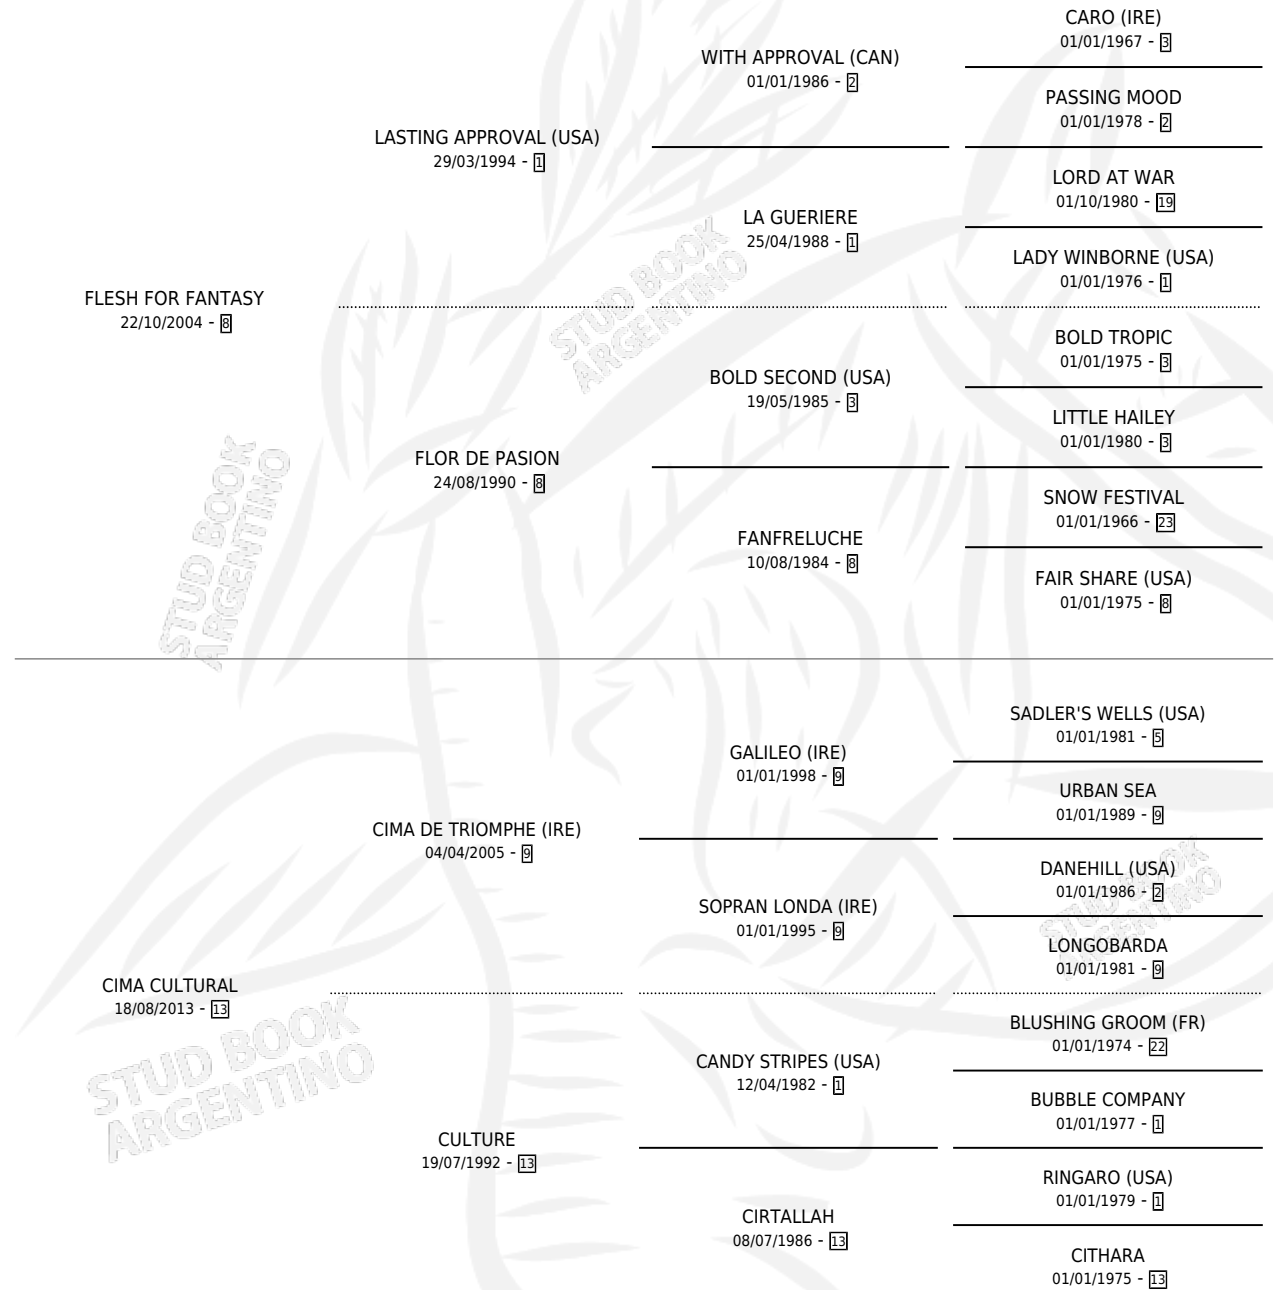 CARO (IRE)
01/01/1967 - 3
WITH APPROVAL (CAN)
01/01/1986 - 2
PASSING MOOD
01/01/1978 - 2
LASTING APPROVAL (USA)
29/03/1994 - 1
LORD AT WAR
01/10/1980 - 19
LA GUERIERE
25/04/1988 - 1
LADY WINBORNE (USA)
01/01/1976 - 1
FLESH FOR FANTASY
22/10/2004 - 8
BOLD TROPIC
01/01/1975 - 3
BOLD SECOND (USA)
19/05/1985 - 3
LITTLE HAILEY
01/01/1980 - 3
FLOR DE PASION
24/08/1990 - 8
SNOW FESTIVAL
01/01/1966 - 23
FANFRELUCHE
10/08/1984 - 8
FAIR SHARE (USA)
01/01/1975 - 8
SADLER'S WELLS (USA)
01/01/1981 - 5
GALILEO (IRE)
01/01/1998 - 9
URBAN SEA
01/01/1989 - 9
CIMA DE TRIOMPHE (IRE)
04/04/2005 - 9
DANEHILL (USA)
01/01/1986 - 2
SOPRAN LONDA (IRE)
01/01/1995 - 9
LONGOBARDA
01/01/1981 - 9
CIMA CULTURAL
18/08/2013 - 13
BLUSHING GROOM (FR)
01/01/1974 - 22
CANDY STRIPES (USA)
12/04/1982 - 1
BUBBLE COMPANY
01/01/1977 - 1
CULTURE
19/07/1992 - 13
RINGARO (USA)
01/01/1979 - 1
CIRTALLAH
08/07/1986 - 13
CITHARA
01/01/1975 - 13
STUD BOOK
ARGENTINO
STUD BOOK
ARGENTINO
STUD BOOK
ARGENTINO
STUD BOOK
ARGENTINO